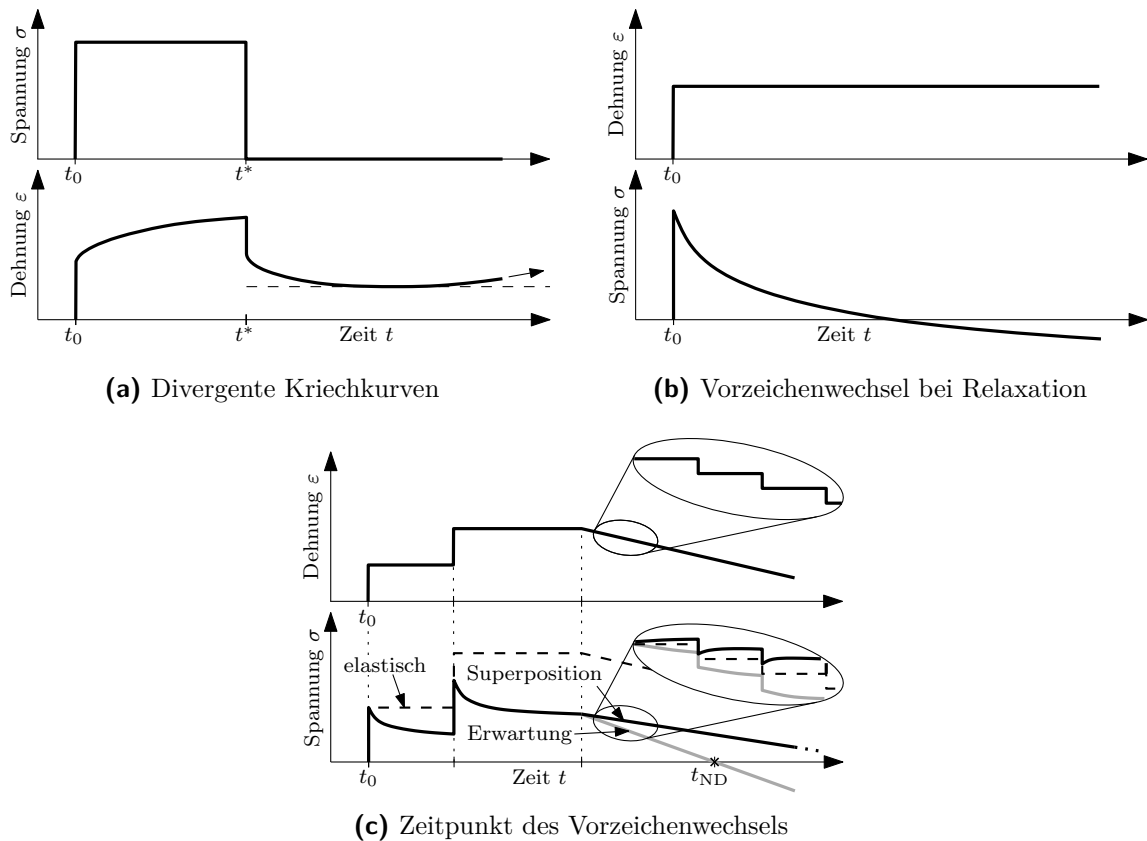 Spannung σ
t₀
t*
Dehnung ε
t₀
t*
Zeit t
(a) Divergente Kriechkurven
Dehnung ε
t₀
Spannung σ
t₀
Zeit t
(b) Vorzeichenwechsel bei Relaxation
Dehnung ε
t₀
Spannung σ
elastisch
Superposition
Erwartung
t₀
Zeit t
t_ND
(c) Zeitpunkt des Vorzeichenwechsels